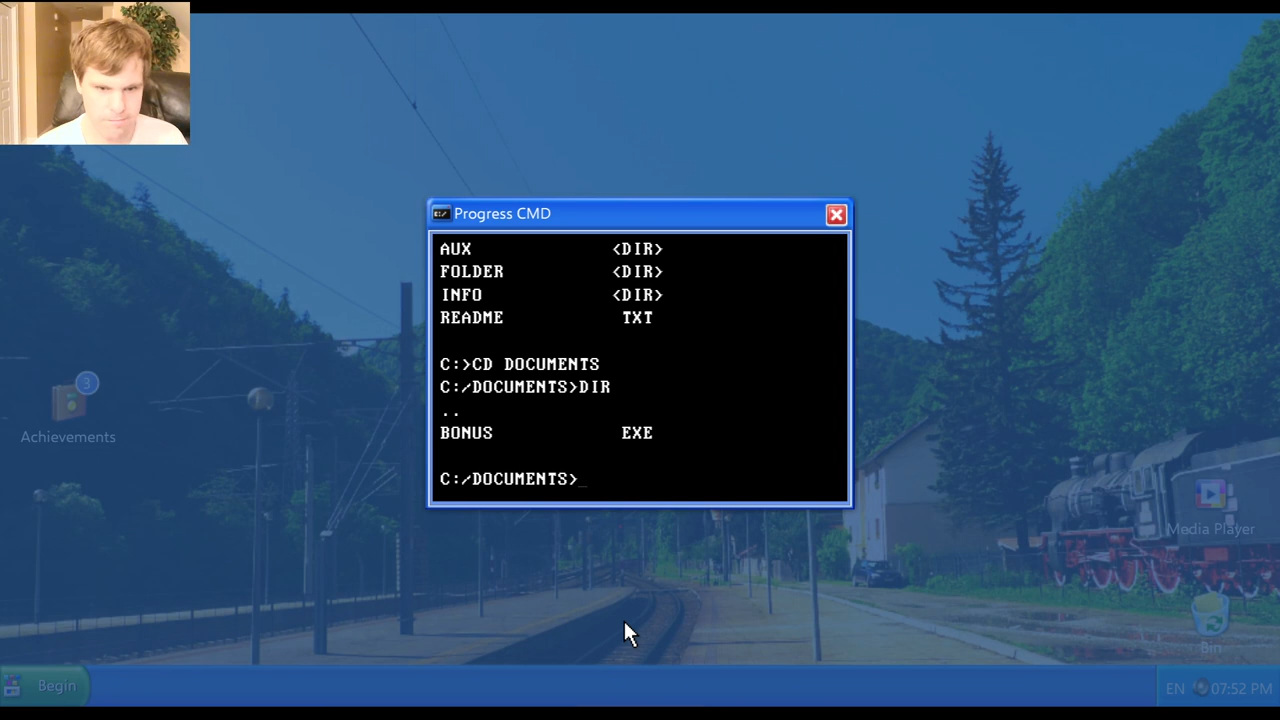 Progress CMD
AUX <DIR>
FOLDER <DIR>
INFO <DIR>
README TXT
C:>CD DOCUMENTS
C:/DOCUMENTS>DIR
..
BONUS EXE
C:/DOCUMENTS>_
3
Achievements
Media Player
Bin
Begin
EN 07:52 PM